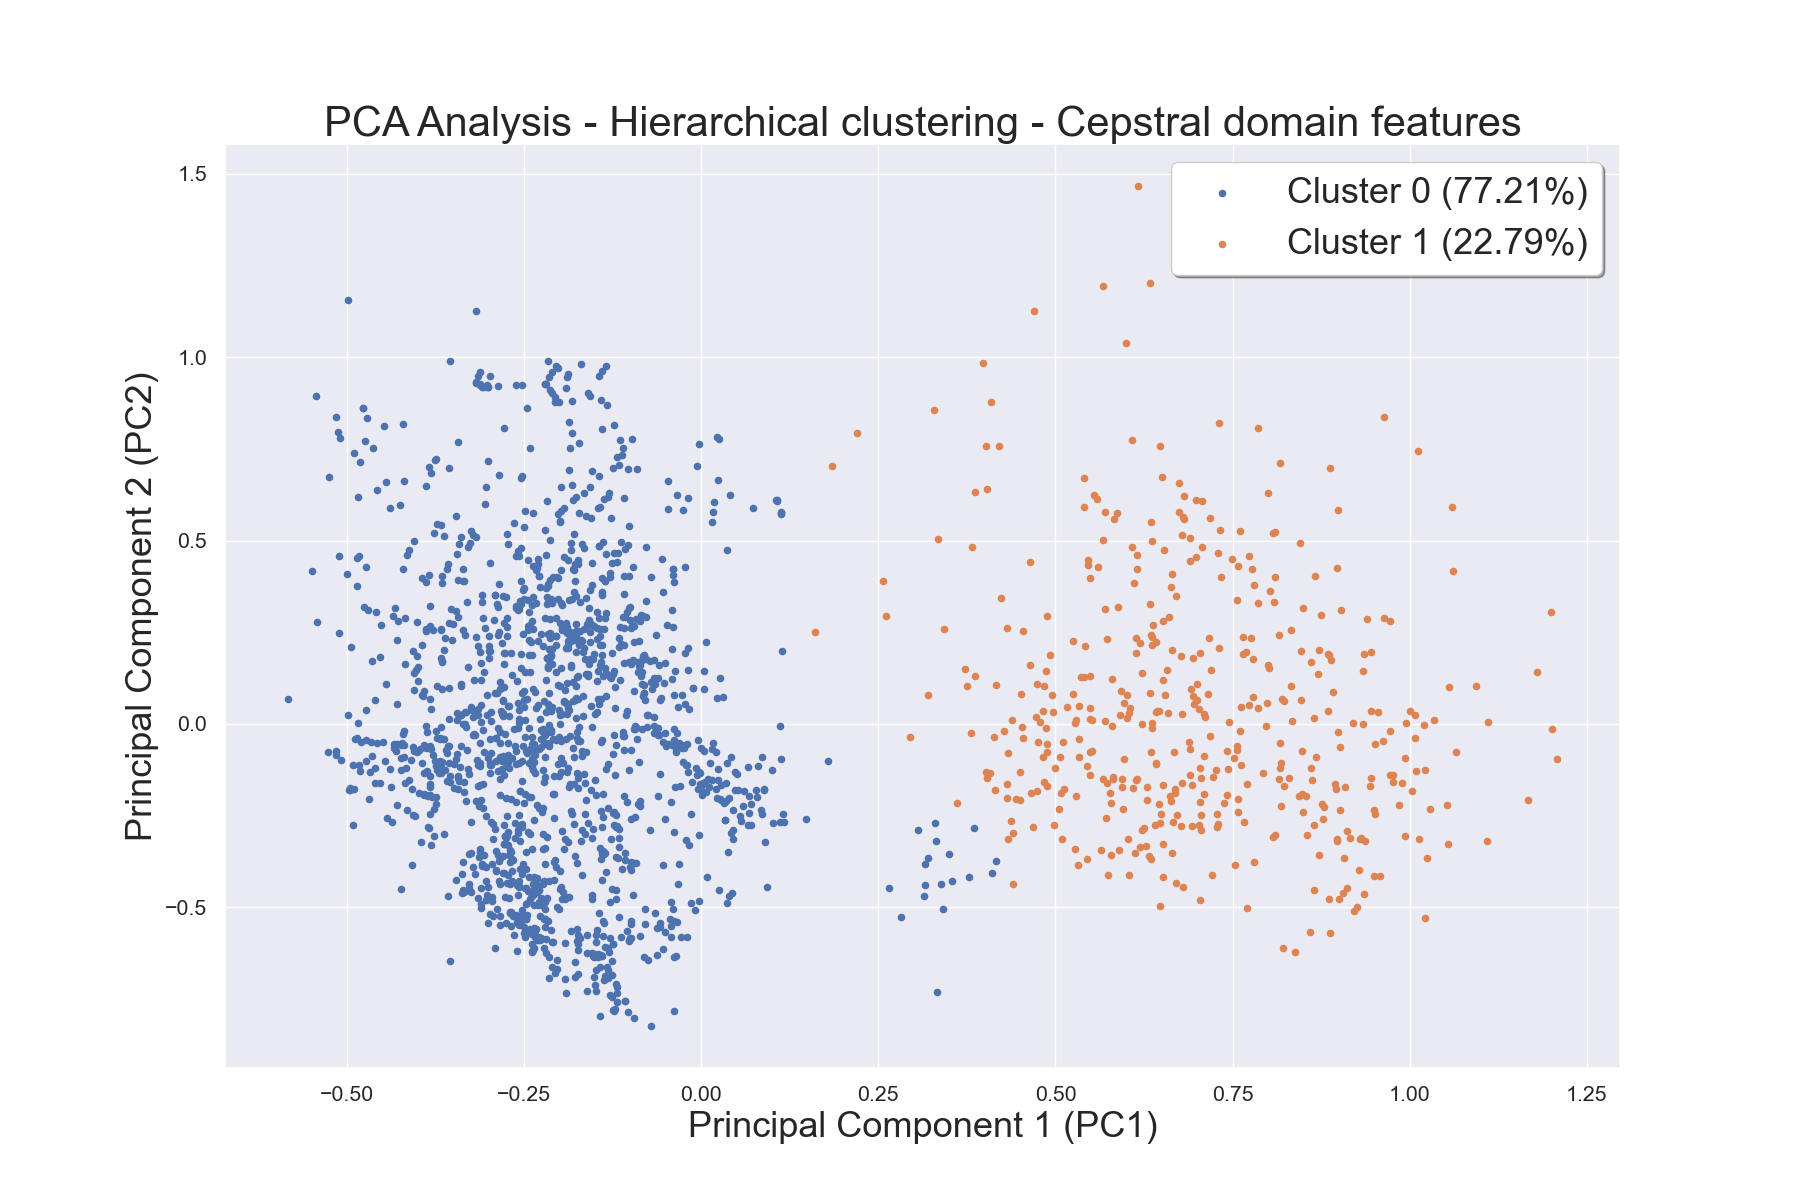 PCA Analysis - Hierarchical clustering - Cepstral domain features
Cluster 0 (77.21%)
Cluster 1 (22.79%)
Principal Component 2 (PC2)
1.5
1.0
0.5
0.0
−0.5
−0.50 −0.25 0.00 0.25 0.50 0.75 1.00 1.25
Principal Component 1 (PC1)